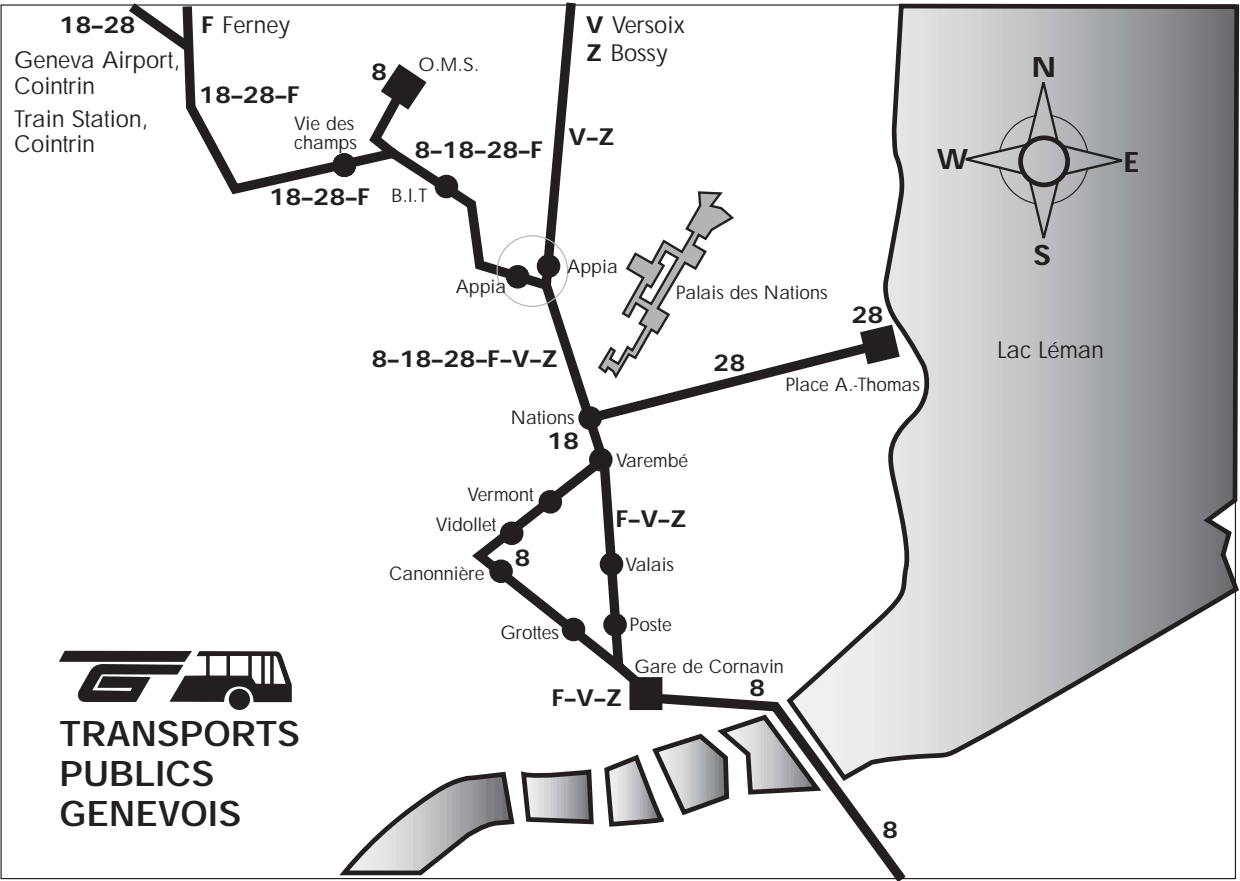 18–28
F Ferney
Geneva Airport,
Cointrin
Train Station,
Cointrin
18–28–F
8
O.M.S.
V Versoix
Z Bossy
Vie des
champs
8–18–28–F
V–Z
18–28–F
B.I.T
N
W
E
S
Appia
Appia
Palais des Nations
8–18–28–F–V–Z
28
28
Place A.-Thomas
Lac Léman
Nations
18
Varembé
Vermont
Vidollet
F–V–Z
8
Canonnière
Valais
Grottes
Poste
Gare de Cornavin
F–V–Z
8
8
TRANSPORTS
PUBLICS
GENEVOIS